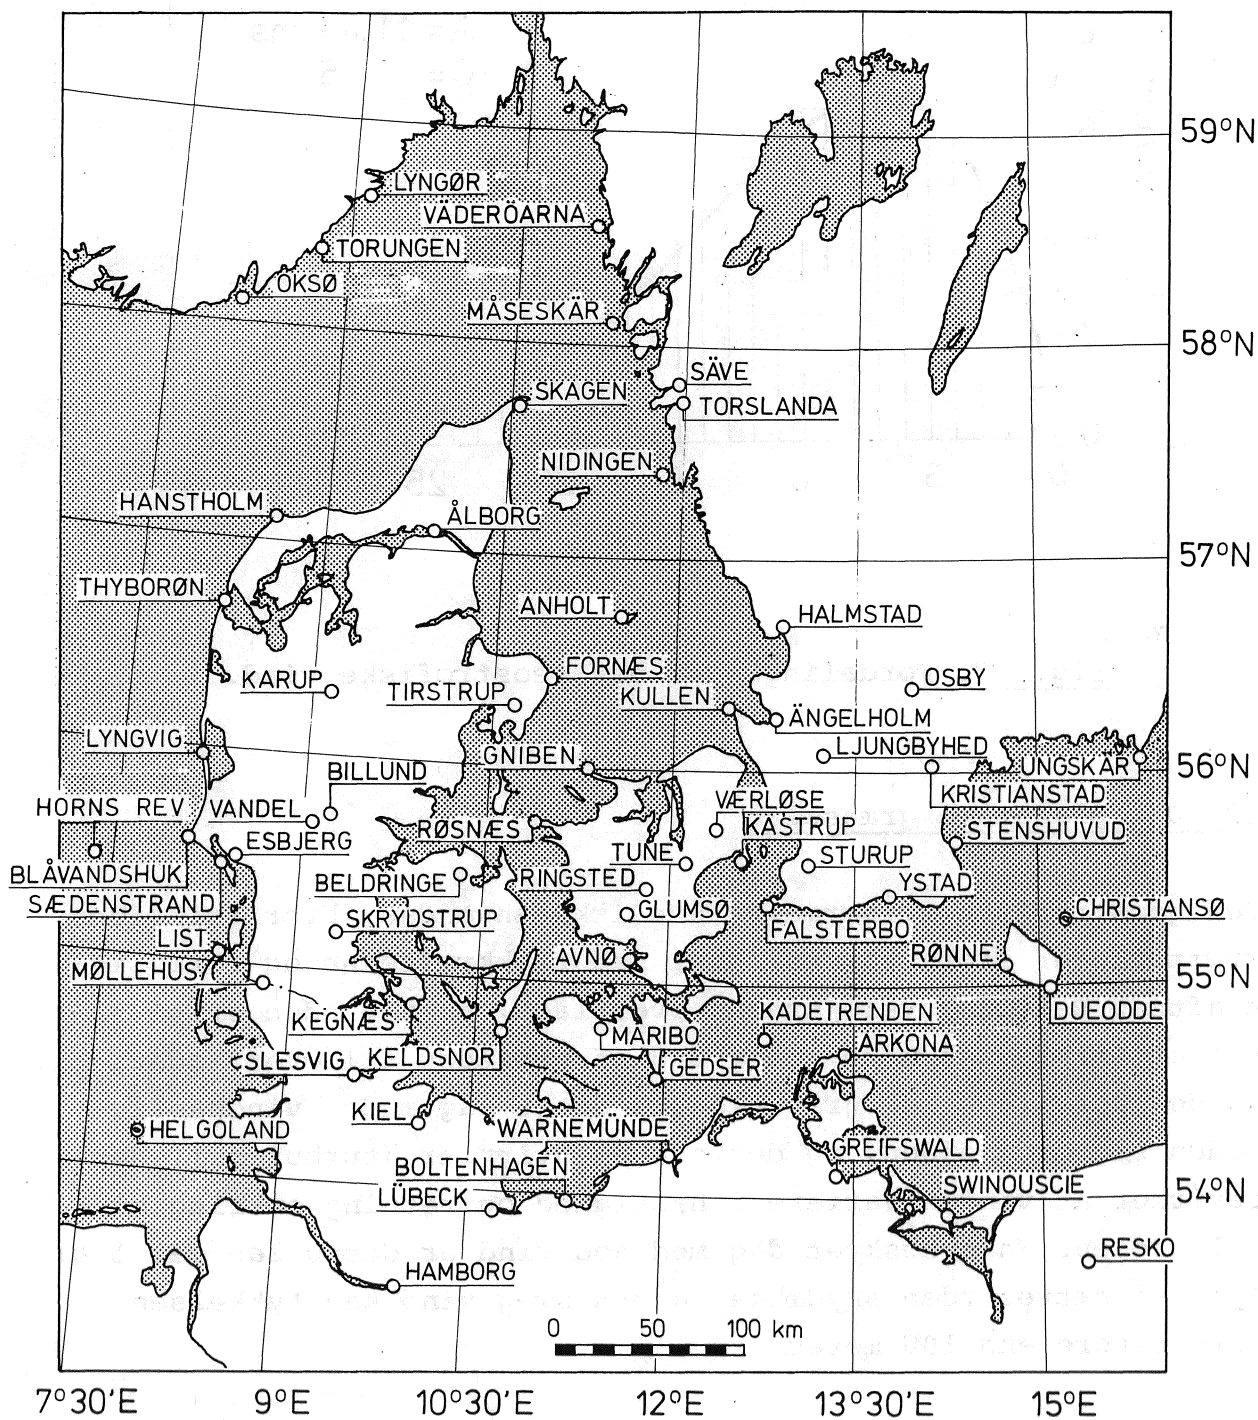 59°N
LYNGØR
VÄDERÖARNA
TORUNGEN
OKSØ
MÅSESKÄR
58°N
SÄVE
SKAGEN
TORSLANDA
NIDINGEN
HANSTHOLM
ÅLBORG
57°N
THYBORØN
ANHOLT
HALMSTAD
FORNÆS
KARUP
TIRSTRUP
KULLEN
OSBY
ÄNGELHOLM
LYNGVIG
GNIBEN
LJUNGBYHED
UNGSKÄR
56°N
BILLUND
KRISTIANSTAD
HORNS REV
VANDEL
VÆRLØSE
RØSNÆS
KASTRUP
STENSHUVUD
ESBJERG
TUNE
STURUP
BLÅVANDSHUK
BELDRINGE
RINGSTED
YSTAD
SÆDENSTRAND
SKRYDSTRUP
GLUMSØ
CHRISTIANSØ
LIST
FALSTERBO
AVNØ
RØNNE
MØLLEHUS
55°N
KEGNÆS
KADETRENDEN
DUEODDE
MARIBO
SLESVIG
KELDSNOR
ARKONA
GEDSER
KIEL
HELGOLAND
WARNEMÜNDE
GREIFSWALD
BOLTENHAGEN
SWINOUSCIE
LÜBECK
54°N
RESKO
HAMBORG
0 50 100 km
7°30'E 9°E 10°30'E 12°E 13°30'E 15°E